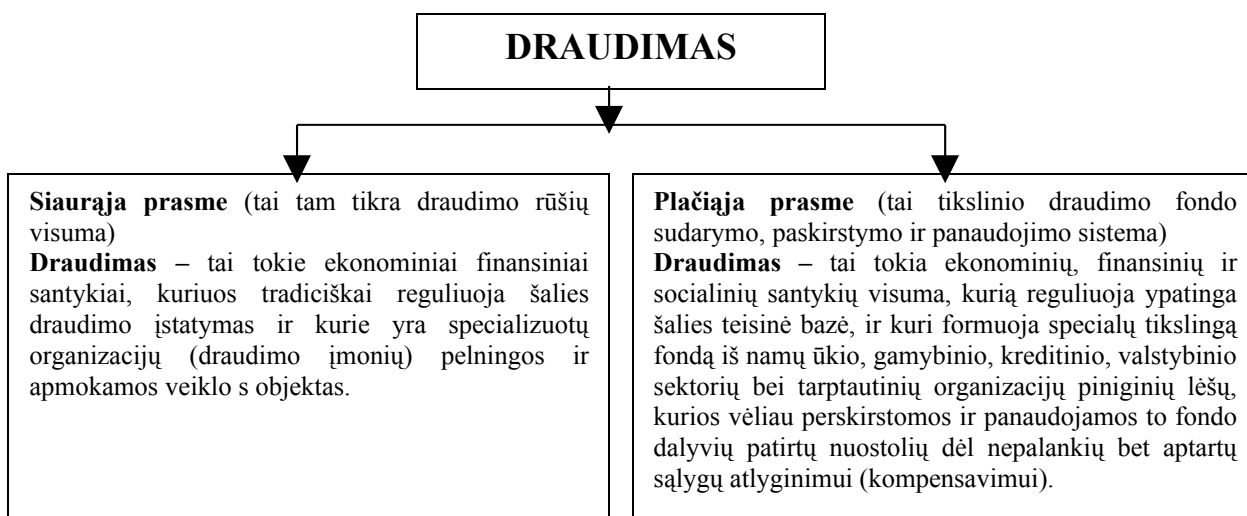 DRAUDIMAS
Siaurąja prasme (tai tam tikra draudimo rūšių
visuma)
Draudimas – tai tokie ekonominiai finansiniai
santykiai, kuriuos tradiciškai reguliuoja šalies
draudimo įstatymas ir kurie yra specializuotų
organizacijų (draudimo įmonių) pelningos ir
apmokamos veiklo s objektas.
Plačiąja prasme (tai tikslinio draudimo fondo
sudarymo, paskirstymo ir panaudojimo sistema)
Draudimas – tai tokia ekonominių, finansinių ir
socialinių santykių visuma, kurią reguliuoja ypatinga
šalies teisinė bazė, ir kuri formuoja specialų tikslingą
fondą iš namų ūkio, gamybinio, kreditinio, valstybinio
sektorių bei tarptautinių organizacijų piniginių lėšų,
kurios vėliau perskirstomos ir panaudojamos to fondo
dalyvių patirtų nuostolių dėl nepalankių bet aptartų
sąlygų atlyginimui (kompensavimui).